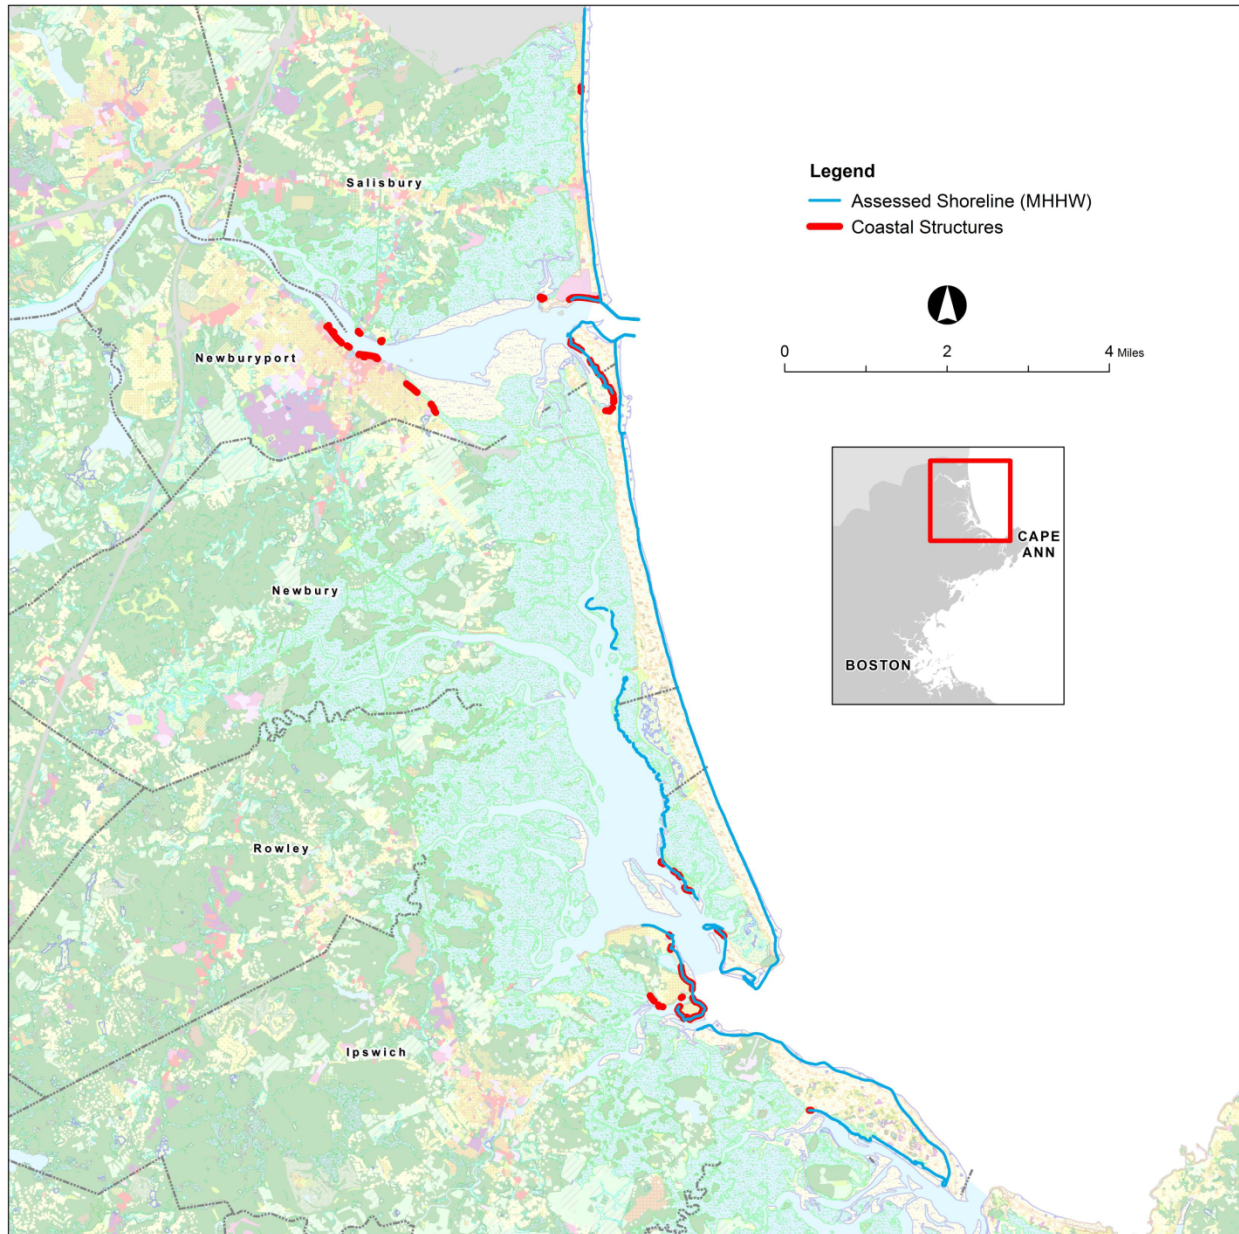 Legend
Assessed Shoreline (MHHW)
Coastal Structures
Salisbury
0 2 4 Miles
Newburyport
CAPE
ANN
BOSTON
Newbury
Rowley
Ipswich